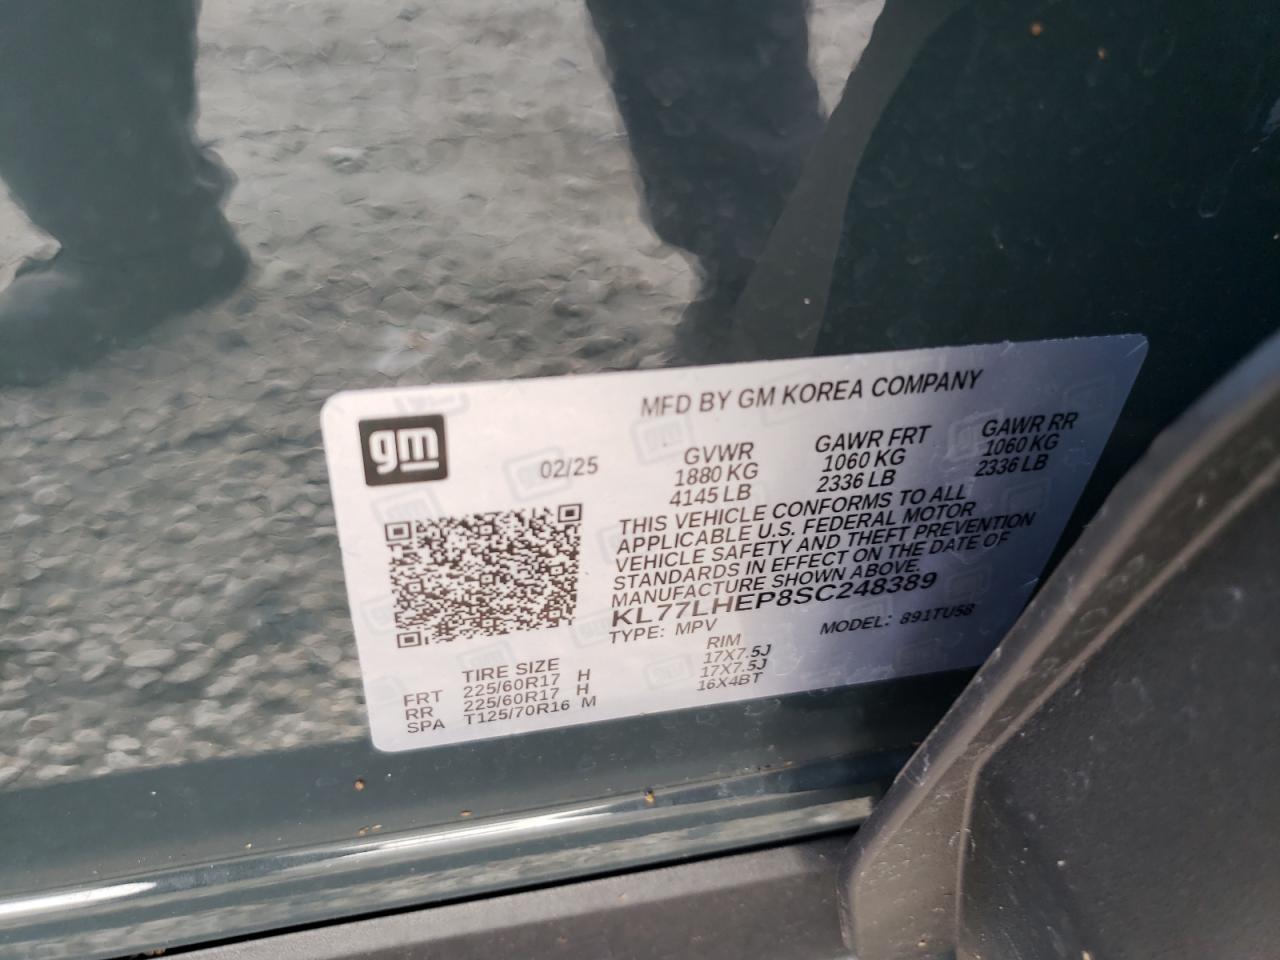 gm
MFD BY GM KOREA COMPANY
02/25
GVWR GAWR FRT GAWR RR
1880 KG 1060 KG 1060 KG
4145 LB 2336 LB 2336 LB
THIS VEHICLE CONFORMS TO ALL
APPLICABLE U.S. FEDERAL MOTOR
VEHICLE SAFETY AND THEFT PREVENTION
STANDARDS IN EFFECT ON THE DATE OF
MANUFACTURE SHOWN ABOVE.
KL77LHEP8SC248389
TYPE: MPV MODEL: 891TU58
TIRE SIZE RIM
FRT 225/60R17 H 17X7.5J
RR 225/60R17 H 17X7.5J
SPA T125/70R16 M 16X4BT